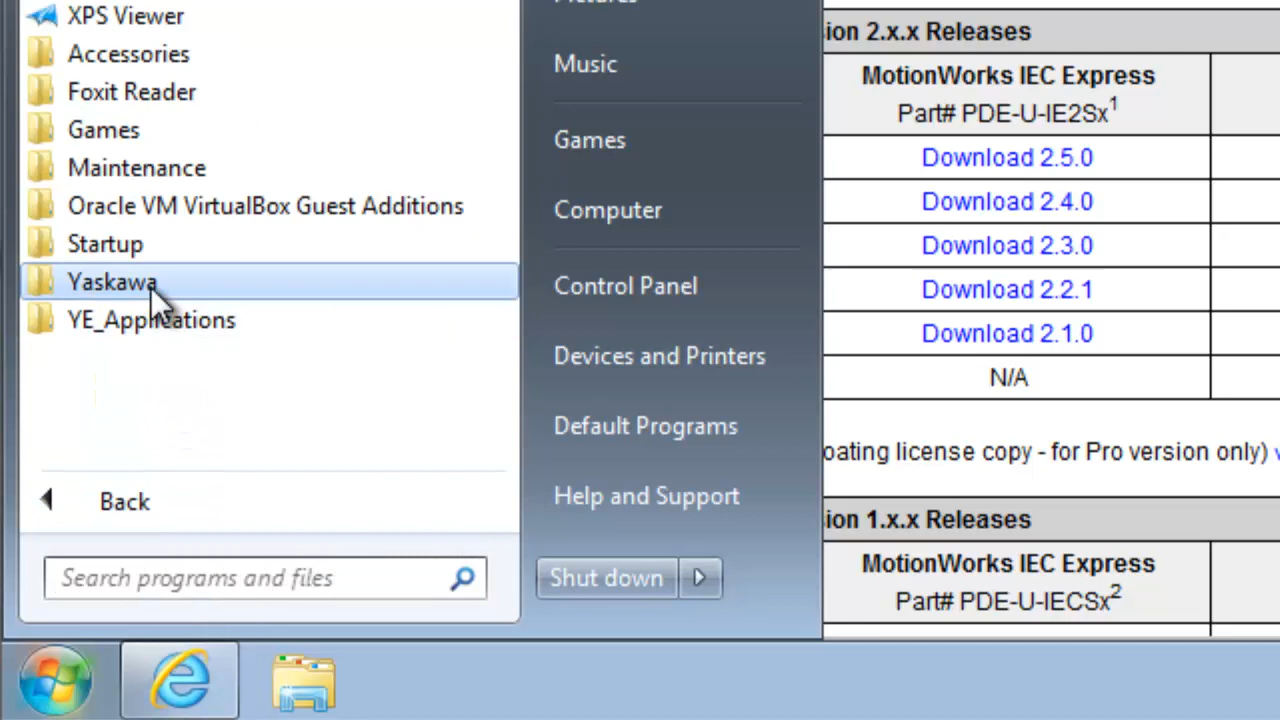 XPS Viewer
Accessories
Foxit Reader
Games
Maintenance
Oracle VM VirtualBox Guest Additions
Startup
Yaskawa
YE_Applications
Back
Search programs and files
Pictures
Music
Games
Computer
Control Panel
Devices and Printers
Default Programs
Help and Support
Shut down
ion 2.x.x Releases
MotionWorks IEC Express
Part# PDE-U-IE2Sx1
Download 2.5.0
Download 2.4.0
Download 2.3.0
Download 2.2.1
Download 2.1.0
N/A
oating license copy - for Pro version only) v
ion 1.x.x Releases
MotionWorks IEC Express
Part# PDE-U-IECSx2